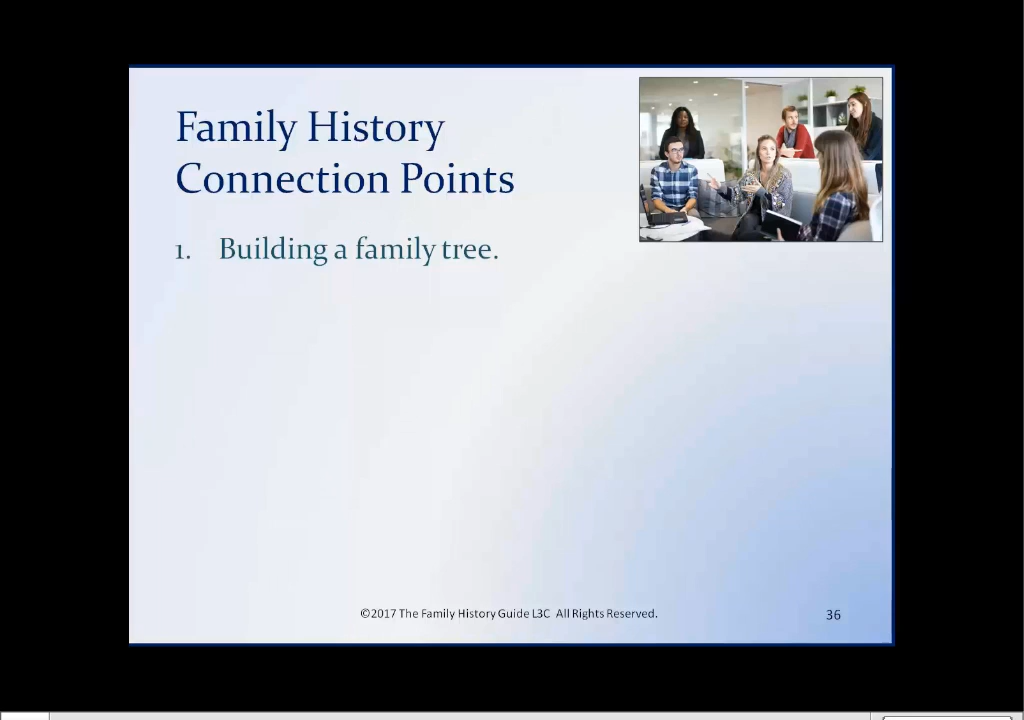 Family History
Connection Points
1. Building a family tree.
©2017 The Family History Guide L3C All Rights Reserved.
36